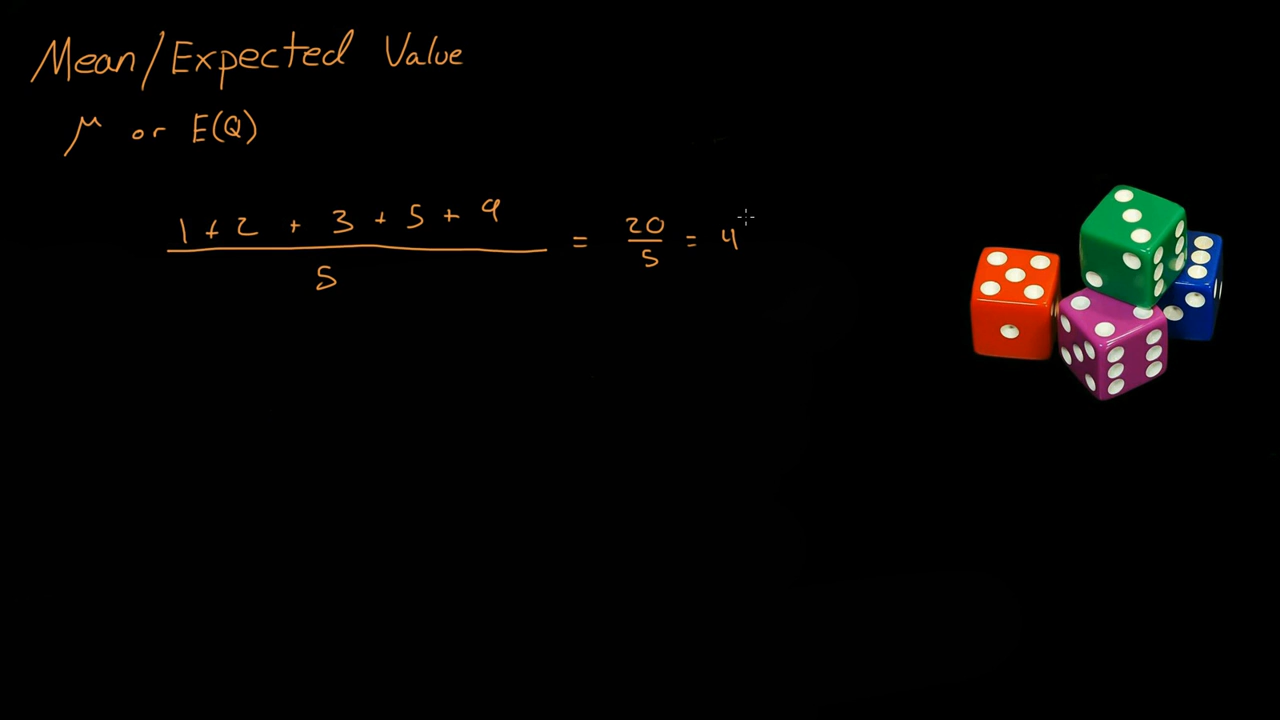 Mean/Expected Value
μ or E(Q)
1 + 2 + 3 + 5 + 9
5
= 20/5 = 4